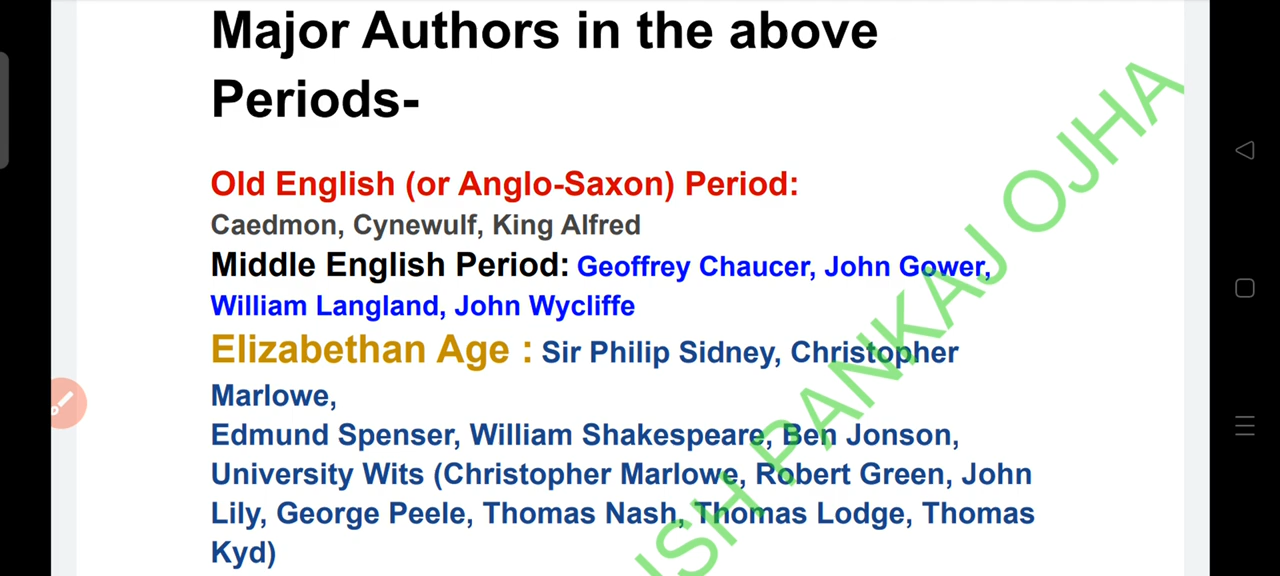 Major Authors in the above
Periods-
Old English (or Anglo-Saxon) Period:
Caedmon, Cynewulf, King Alfred
Middle English Period: Geoffrey Chaucer, John Gower,
William Langland, John Wycliffe
Elizabethan Age : Sir Philip Sidney, Christopher
Marlowe,
Edmund Spenser, William Shakespeare, Ben Jonson,
University Wits (Christopher Marlowe, Robert Green, John
Lily, George Peele, Thomas Nash, Thomas Lodge, Thomas
Kyd)
PANKAJ OJHA